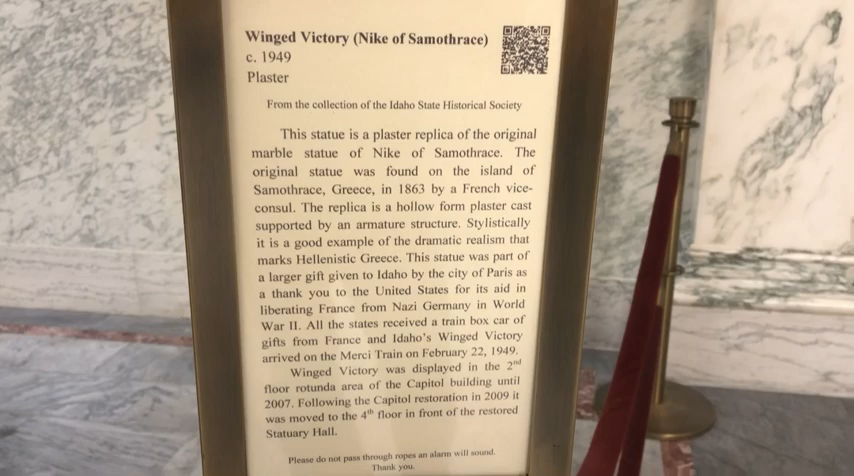 Winged Victory (Nike of Samothrace)
c. 1949
Plaster
From the collection of the Idaho State Historical Society
This statue is a plaster replica of the original
marble statue of Nike of Samothrace. The
original statue was found on the island of
Samothrace, Greece, in 1863 by a French vice-
consul. The replica is a hollow form plaster cast
supported by an armature structure. Stylistically
it is a good example of the dramatic realism that
marks Hellenistic Greece. This statue was part of
a larger gift given to Idaho by the city of Paris as
a thank you to the United States for its aid in
liberating France from Nazi Germany in World
War II. All the states received a train box car of
gifts from France and Idaho's Winged Victory
arrived on the Merci Train on February 22, 1949.
Winged Victory was displayed in the 2nd
floor rotunda area of the Capitol building until
2007. Following the Capitol restoration in 2009 it
was moved to the 4th floor in front of the restored
Statuary Hall.
Please do not pass through ropes an alarm will sound.
Thank you.